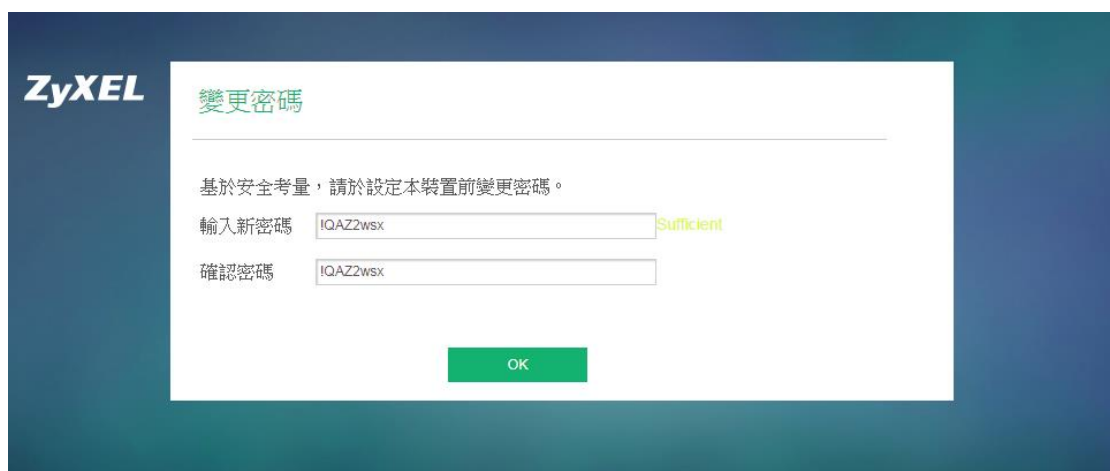 ZyXEL
變更密碼
基於安全考量，請於設定本裝置前變更密碼。
輸入新密碼 !QAZ2wsx Sufficient
確認密碼 !QAZ2wsx
OK